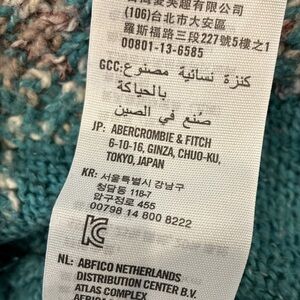 (106)台北市大安區
羅斯福路三段227號5樓之1
00801-13-6585
GCC: كنزة نسائية مصنوعة
بالحياكة
صُنع في الصين
JP: ABERCROMBIE & FITCH
6-10-16, GINZA, CHUO-KU,
TOKYO, JAPAN
KR: 서울특별시 강남구
청담동 118-7
압구정로 455
00798 14 800 8222
NL: ABFICO NETHERLANDS
DISTRIBUTION CENTER B.V.
ATLAS COMPLEX